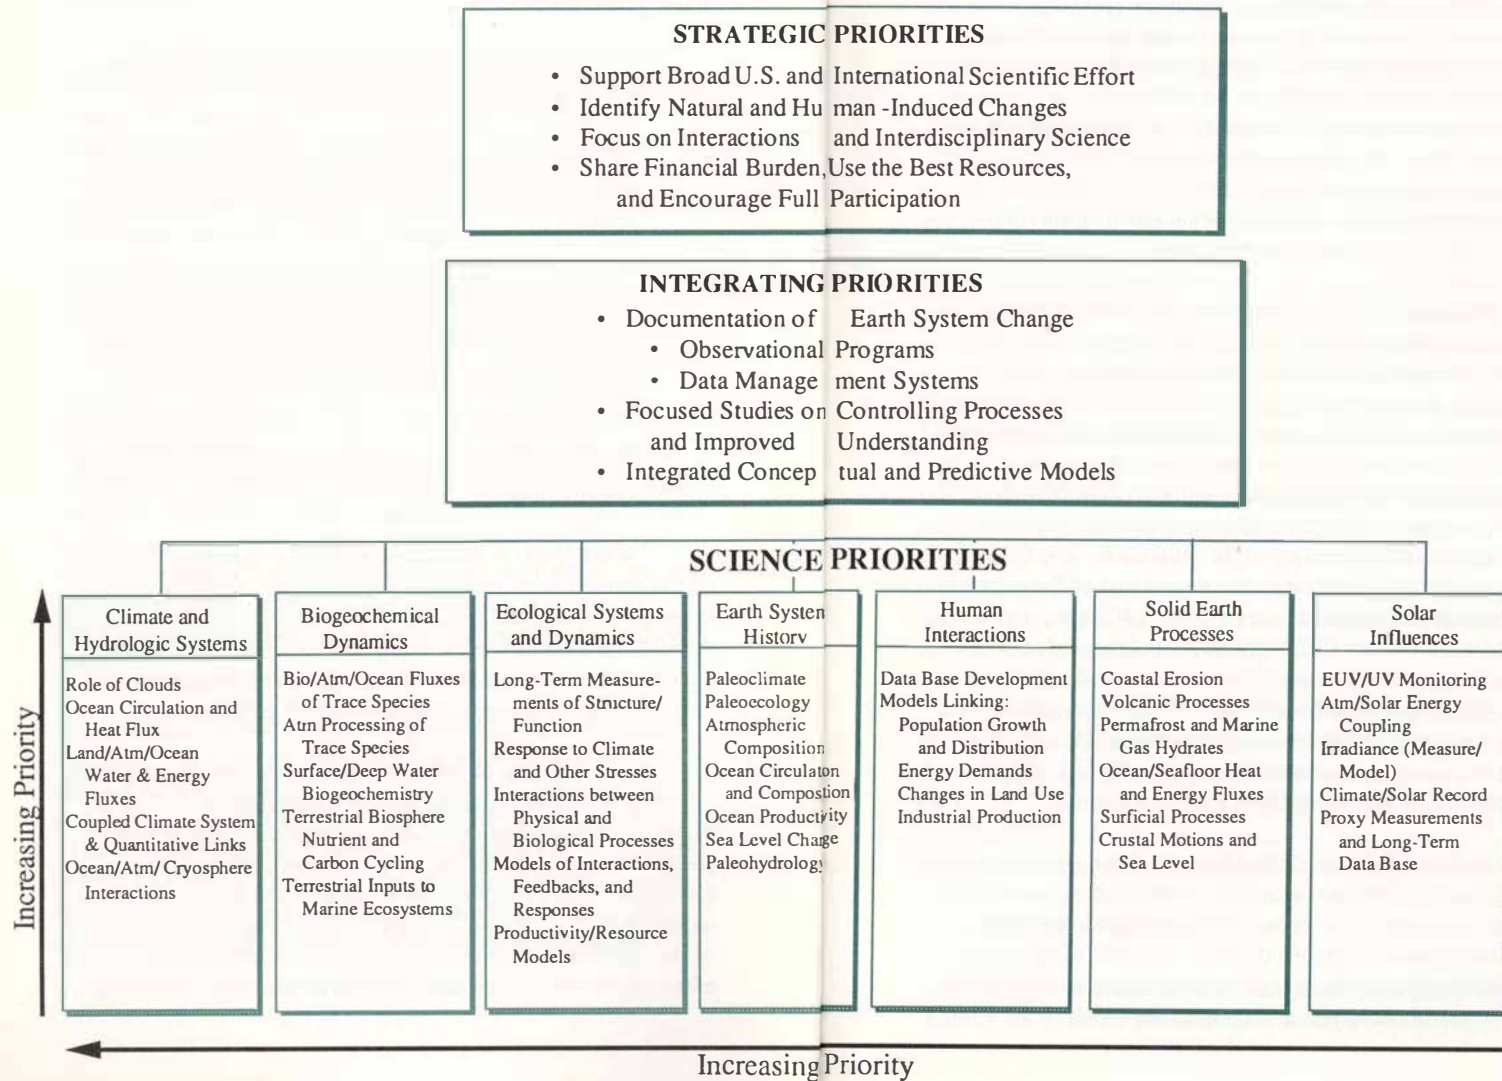 STRATEGIC PRIORITIES
• Support Broad U.S. and International Scientific Effort
• Identify Natural and Human -Induced Changes
• Focus on Interactions and Interdisciplinary Science
• Share Financial Burden, Use the Best Resources,
and Encourage Full Participation
INTEGRATING PRIORITIES
• Documentation of Earth System Change
• Observational Programs
• Data Management Systems
• Focused Studies on Controlling Processes
and Improved Understanding
• Integrated Conceptual and Predictive Models
SCIENCE PRIORITIES
Increasing Priority
Climate and
Hydrologic Systems
Role of Clouds
Ocean Circulation and
Heat Flux
Land/Atm/Ocean
Water & Energy
Fluxes
Coupled Climate System
& Quantitative Links
Ocean/Atm/ Cryosphere
Interactions
Biogeochemical
Dynamics
Bio/Atm/Ocean Fluxes
of Trace Species
Atm Processing of
Trace Species
Surface/Deep Water
Biogeochemistry
Terrestrial Biosphere
Nutrient and
Carbon Cycling
Terrestrial Inputs to
Marine Ecosystems
Ecological Systems
and Dynamics
Long-Term Measure-
ments of Structure/
Function
Response to Climate
and Other Stresses
Interactions between
Physical and
Biological Processes
Models of Interactions,
Feedbacks, and
Responses
Productivity/Resource
Models
Earth System
History
Paleoclimate
Paleoecology
Atmospheric
Composition
Ocean Circulaton
and Compostion
Ocean Productivity
Sea Level Change
Paleohydrology
Human
Interactions
Data Base Development
Models Linking:
Population Growth
and Distribution
Energy Demands
Changes in Land Use
Industrial Production
Solid Earth
Processes
Coastal Erosion
Volcanic Processes
Permafrost and Marine
Gas Hydrates
Ocean/Seafloor Heat
and Energy Fluxes
Surficial Processes
Crustal Motions and
Sea Level
Solar
Influences
EUV/UV Monitoring
Atm/Solar Energy
Coupling
Irradiance (Measure/
Model)
Climate/Solar Record
Proxy Measurements
and Long-Term
Data Base
Increasing Priority